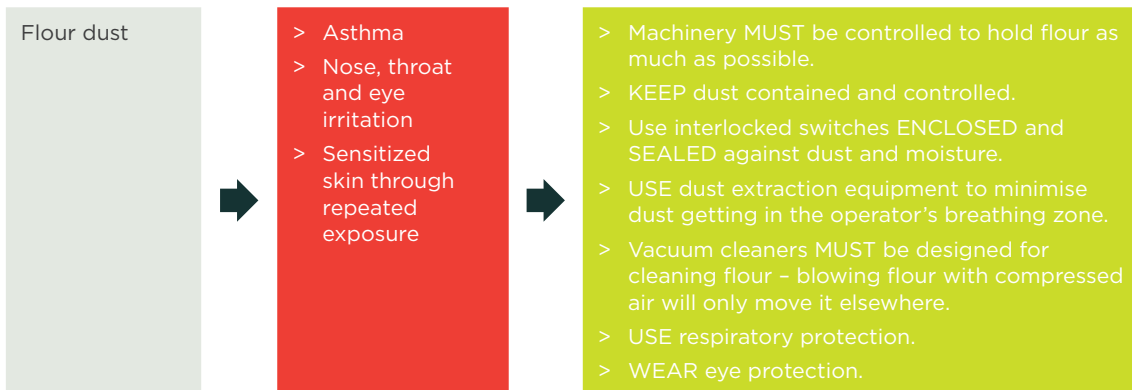 Flour dust
> Asthma
> Nose, throat
and eye
irritation
> Sensitized
skin through
repeated
exposure
> Machinery MUST be controlled to hold flour as
much as possible.
> KEEP dust contained and controlled.
> Use interlocked switches ENCLOSED and
SEALED against dust and moisture.
> USE dust extraction equipment to minimise
dust getting in the operator’s breathing zone.
> Vacuum cleaners MUST be designed for
cleaning flour – blowing flour with compressed
air will only move it elsewhere.
> USE respiratory protection.
> WEAR eye protection.